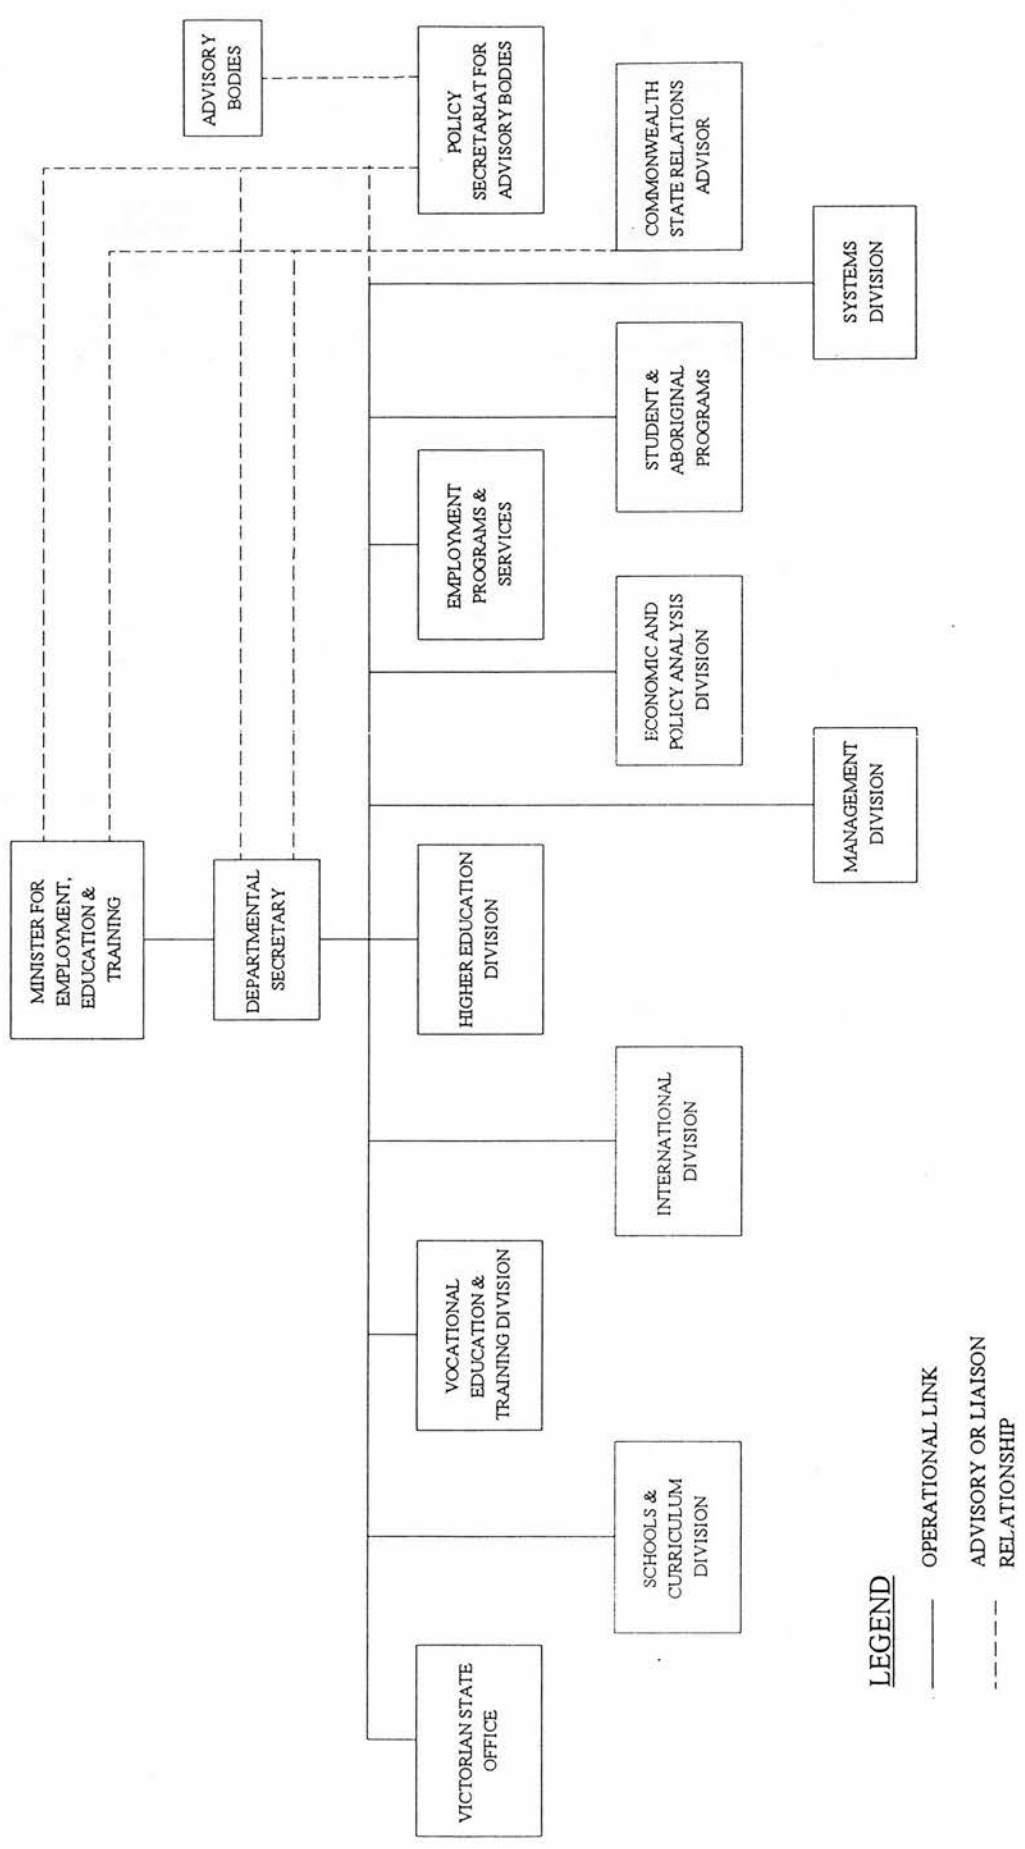 MINISTER FOR
EMPLOYMENT,
EDUCATION &
TRAINING
ADVISORY
BODIES
DEPARTMENTAL
SECRETARY
VICTORIAN STATE
OFFICE
VOCATIONAL
EDUCATION &
TRAINING DIVISION
HIGHER EDUCATION
DIVISION
EMPLOYMENT
PROGRAMS &
SERVICES
POLICY
SECRETARIAT FOR
ADVISORY BODIES
SCHOOLS &
CURRICULUM
DIVISION
INTERNATIONAL
DIVISION
ECONOMIC AND
POLICY ANALYSIS
DIVISION
STUDENT &
ABORIGINAL
PROGRAMS
COMMONWEALTH
STATE RELATIONS
ADVISOR
MANAGEMENT
DIVISION
SYSTEMS
DIVISION
LEGEND
OPERATIONAL LINK
ADVISORY OR LIAISON
RELATIONSHIP